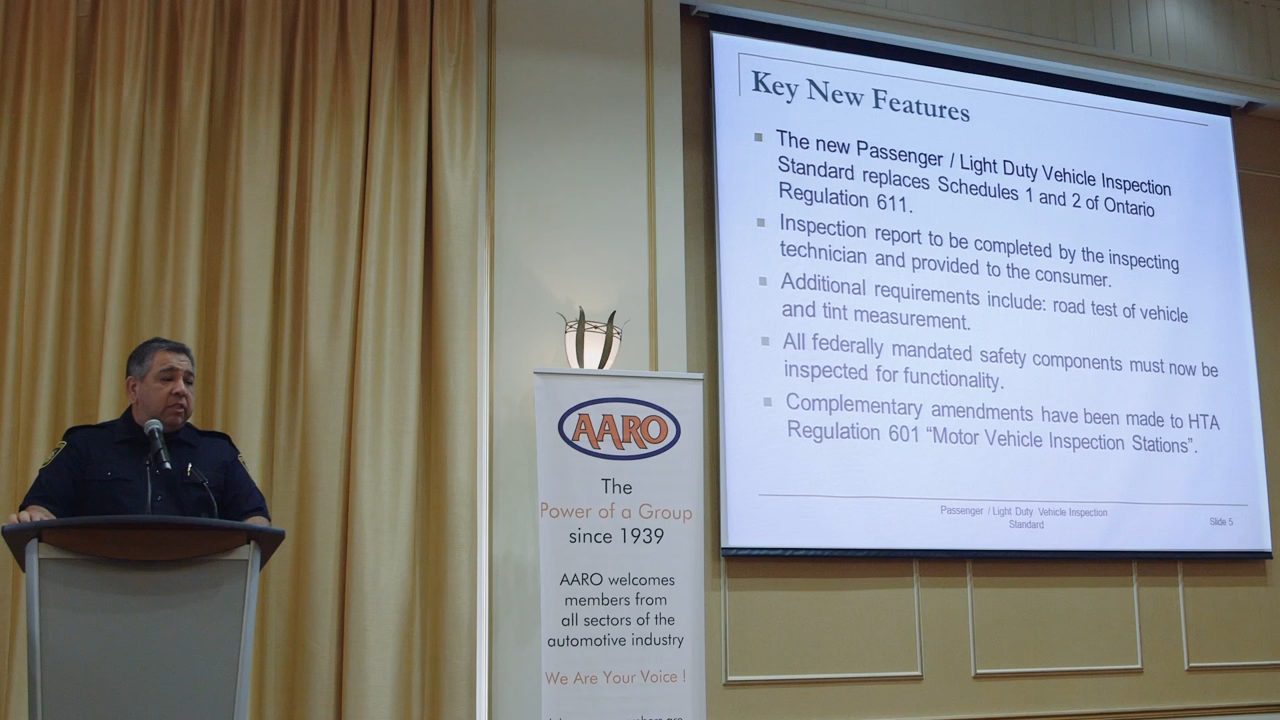 Key New Features
The new Passenger / Light Duty Vehicle Inspection
Standard replaces Schedules 1 and 2 of Ontario
Regulation 611.
Inspection report to be completed by the inspecting
technician and provided to the consumer.
Additional requirements include: road test of vehicle
and tint measurement.
All federally mandated safety components must now be
inspected for functionality.
Complementary amendments have been made to HTA
Regulation 601 “Motor Vehicle Inspection Stations”.
Passenger / Light Duty Vehicle Inspection
Standard
Slide 5
AARO
The
Power of a Group
since 1939
AARO welcomes
members from
all sectors of the
automotive industry
We Are Your Voice !